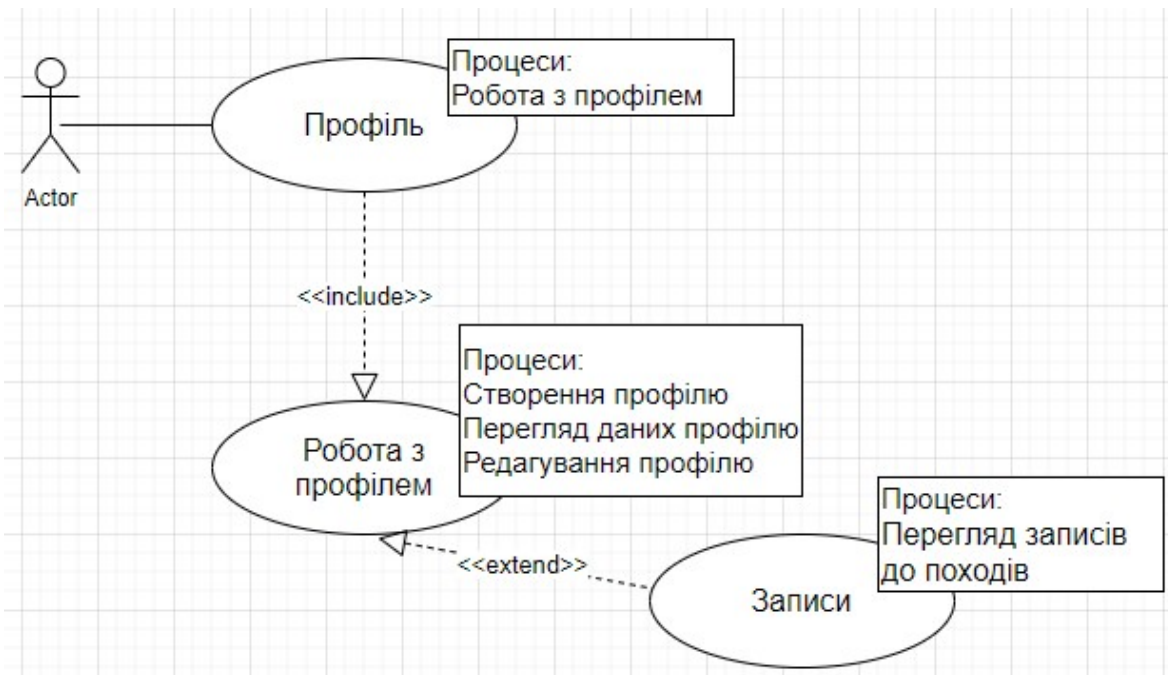 Процеси:
Робота з профілем
Профіль
Actor
<<include>>
Процеси:
Створення профілю
Перегляд даних профілю
Редагування профілю
Робота з
профілем
Процеси:
Перегляд записів
до походів
<<extend>>
Записи